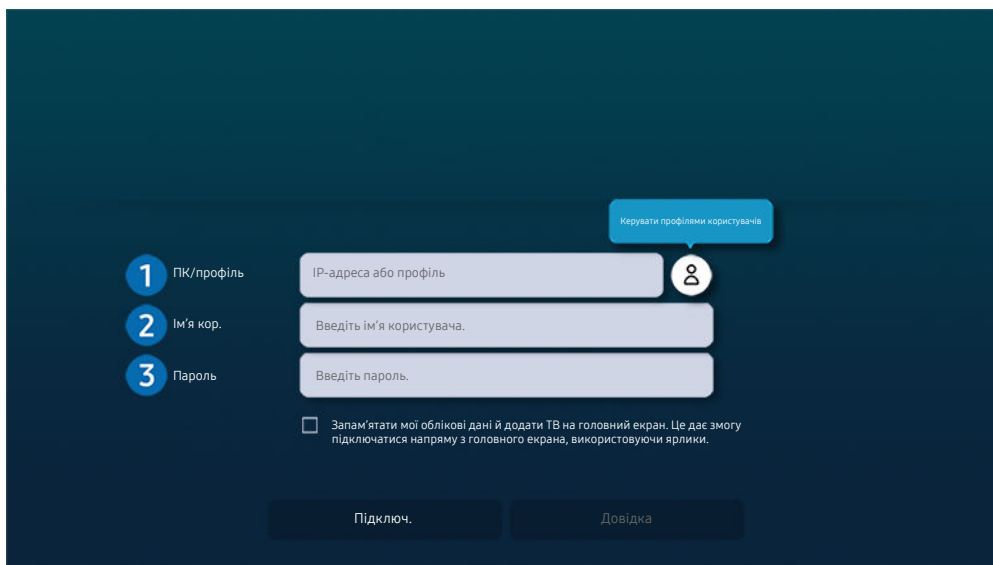 Керувати профілями користувачів
1 ПК/профіль IP-адреса або профіль
2 Ім'я кор. Введіть ім'я користувача.
3 Пароль Введіть пароль.
Запам'ятати мої облікові дані й додати ТВ на головний екран. Це дає змогу
підключатися напряму з головного екрана, використовуючи ярлики.
Підключ. Довідка